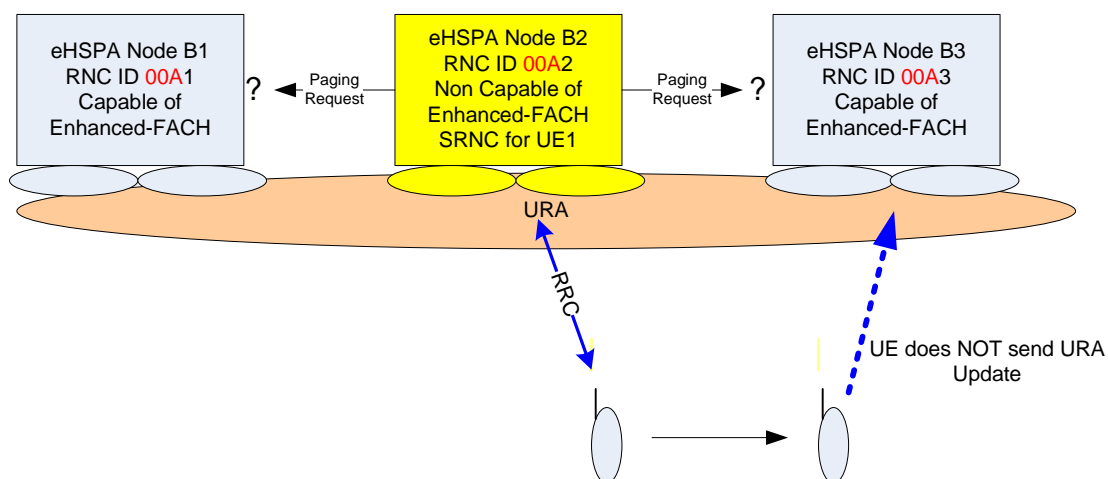 eHSPA Node B1
RNC ID 00A1
Capable of
Enhanced-FACH
?
Paging
Request
eHSPA Node B2
RNC ID 00A2
Non Capable of
Enhanced-FACH
SRNC for UE1
Paging
Request
?
eHSPA Node B3
RNC ID 00A3
Capable of
Enhanced-FACH
URA
RRC
UE does NOT send URA
Update